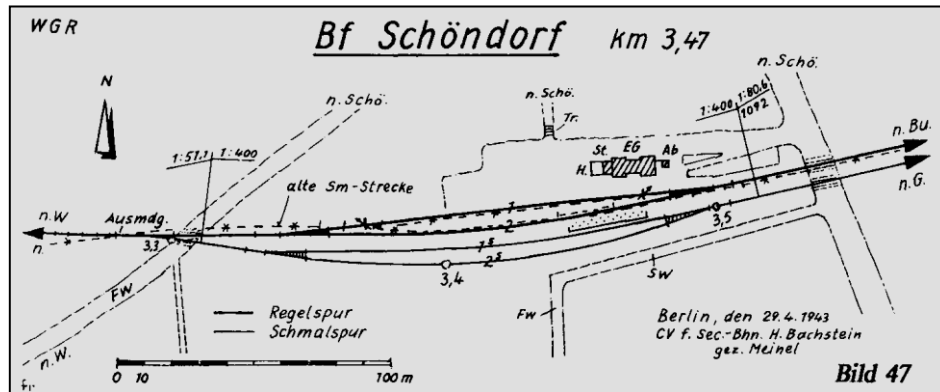 WGR
Bf Schöndorf km 3,47
N
n. Schö.
n. Schö.
n. Schö.
Tr.
1:400 1:80,6
1092
n. Bu.
n. G.
1:51,1 1:400
St. EG Ab
H.
alte Sm-Strecke
n. W
Ausmdg.
n.
3,3
1
2
1ˢ
2ˢ
3,4
3,5
FW
n. W.
FW
SW
Regelspur
Schmalspur
0 10 100 m
Berlin, den 29.4.1943
CV f. Sec.-Bhn. H. Bachstein
gez. Meinel
Bild 47